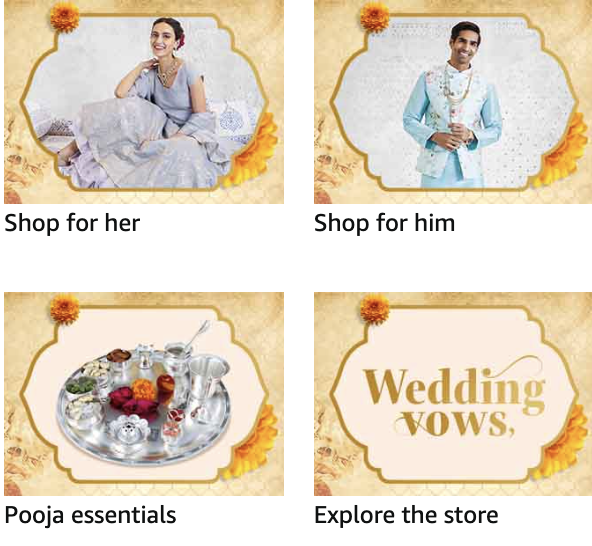 Shop for her
Shop for him
Wedding
vows,
Pooja essentials
Explore the store